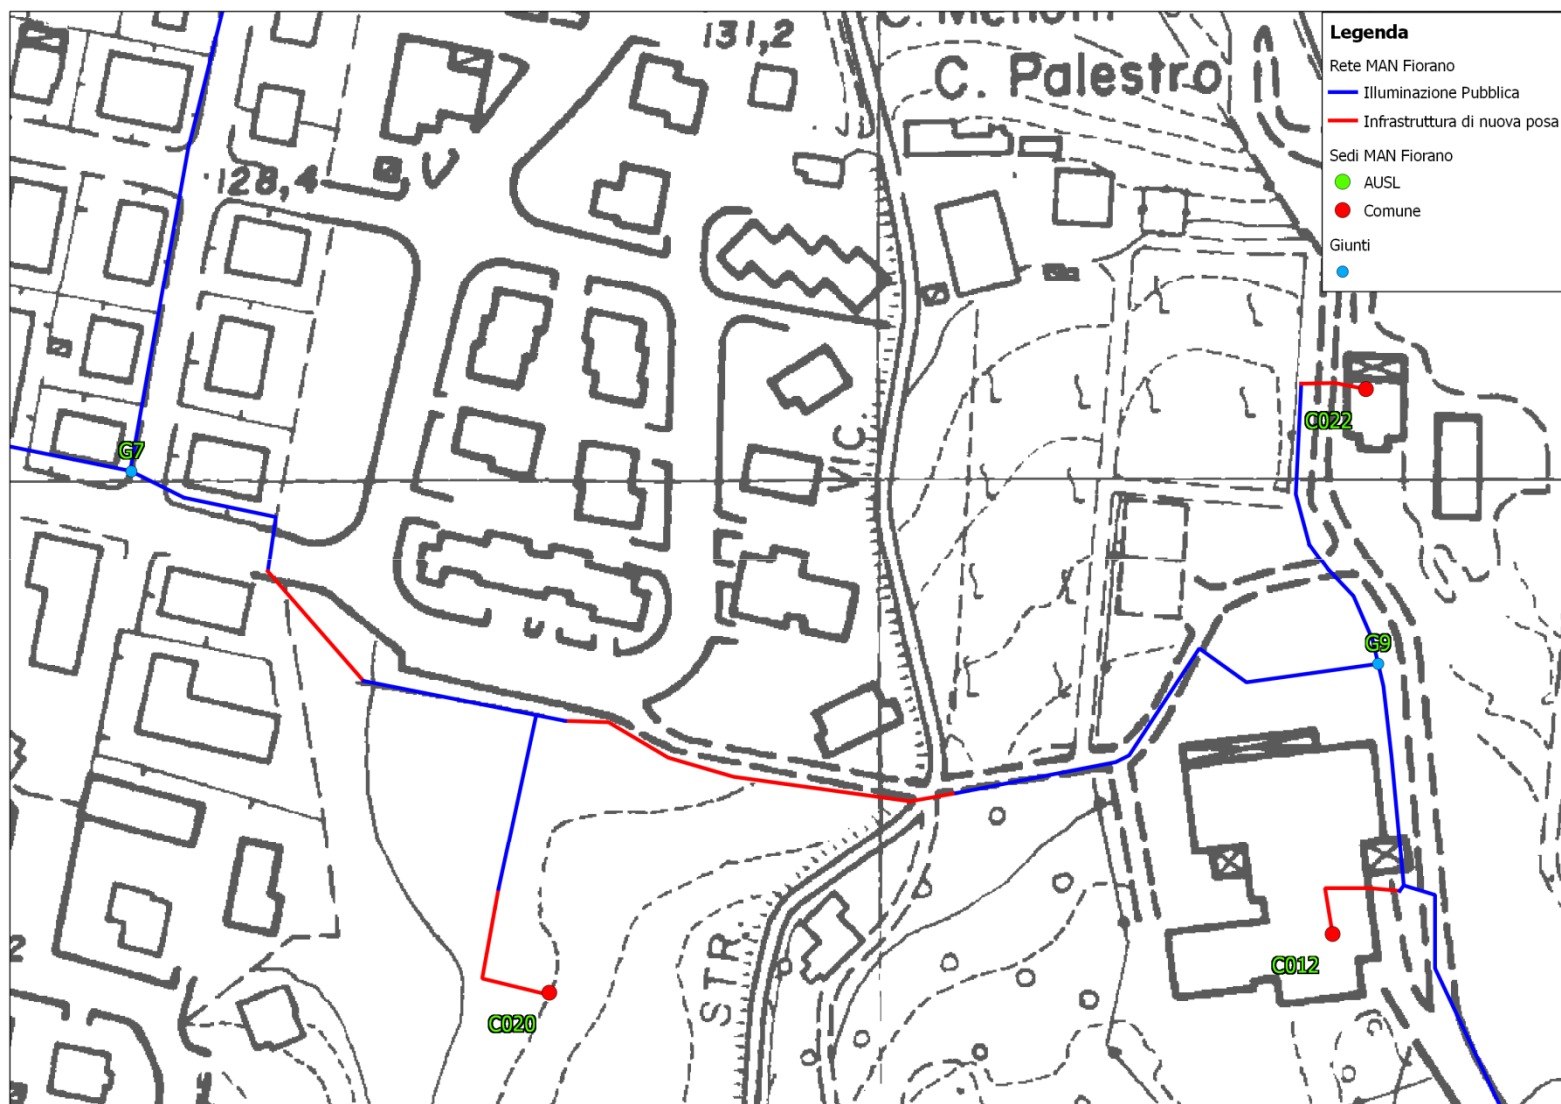 131,2
C. Palestro
128,4
Legenda
Rete MAN Fiorano
Illuminazione Pubblica
Infrastruttura di nuova posa
Sedi MAN Fiorano
AUSL
Comune
Giunti
C022
G7
VIC.
G9
STR.
C012
C020